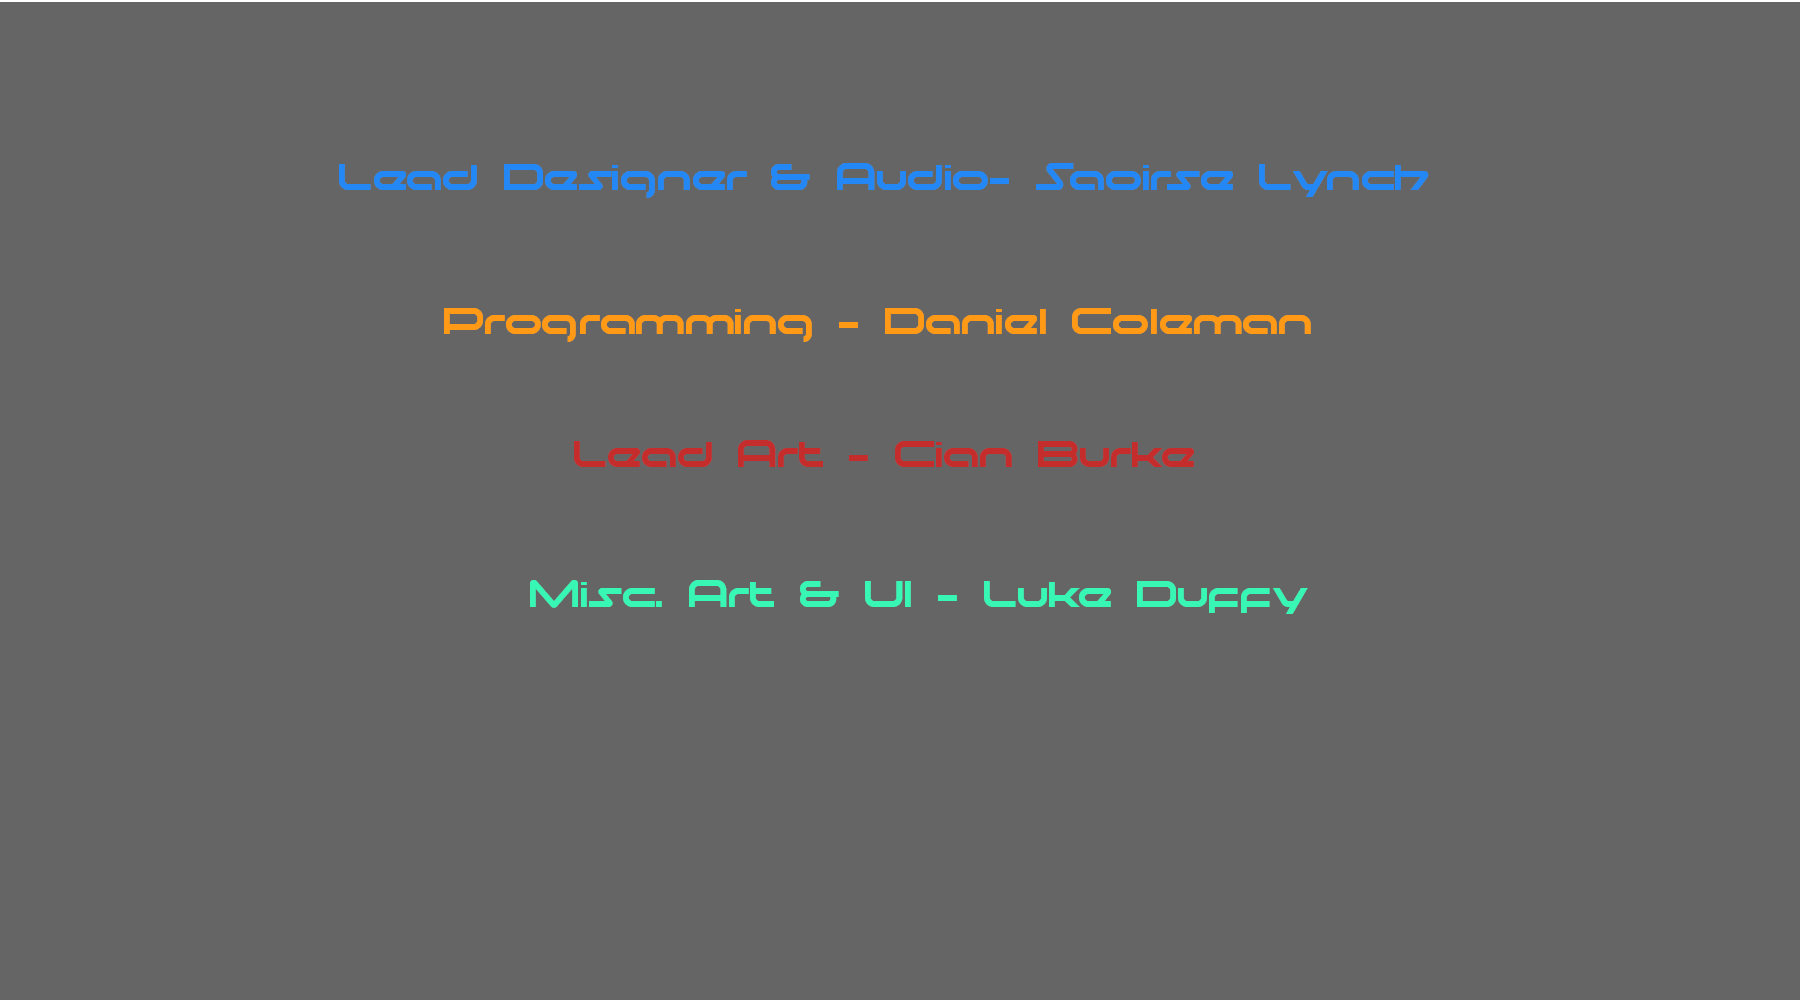 Lead Designer & Audio- Saoirse Lynch
Programming - Daniel Coleman
Lead Art - Cian Burke
Misc. Art & UI - Luke Duffy